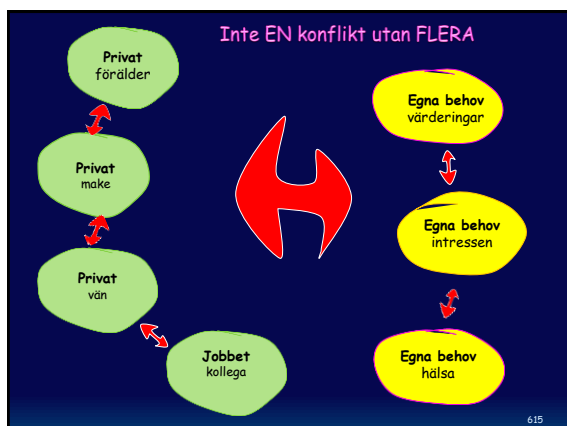 Inte EN konflikt utan FLERA
Privat
förälder
Privat
make
Privat
vän
Jobbet
kollega
Egna behov
värderingar
Egna behov
intressen
Egna behov
hälsa
615